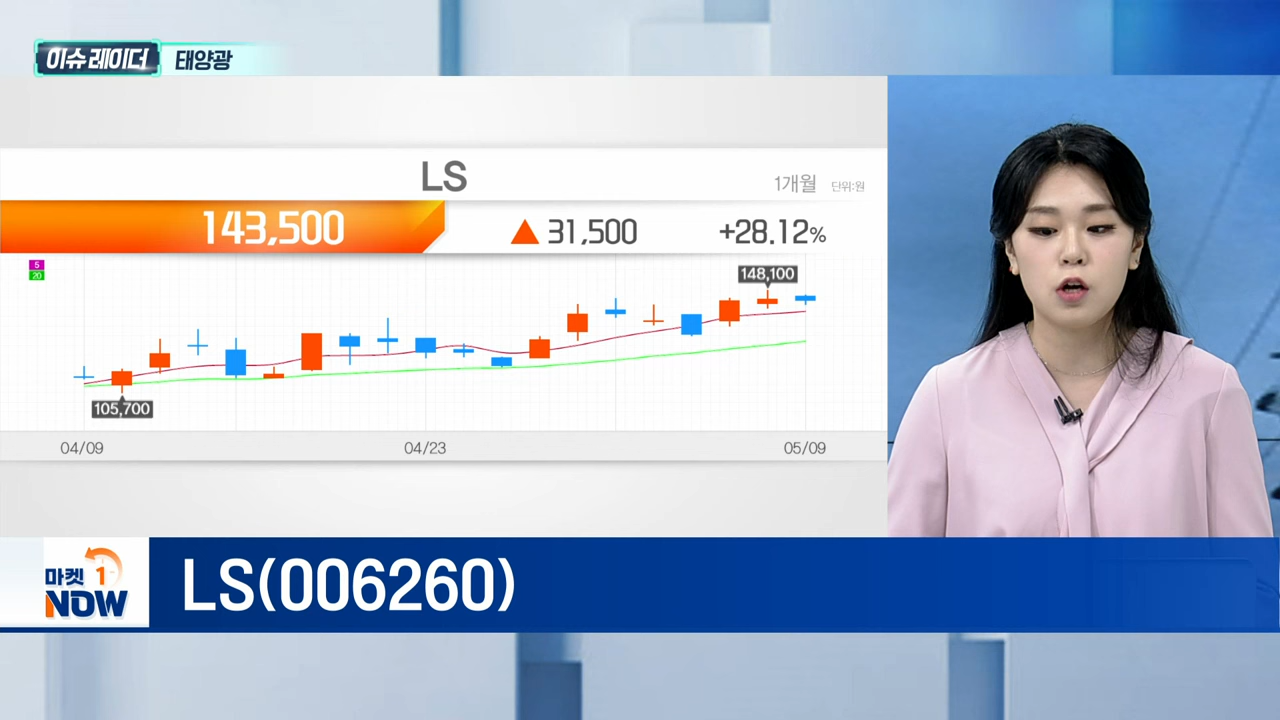 이슈 레이더 태양광
LS
1개월 단위:원
143,500 ▲ 31,500 +28.12%
5
20
148,100
105,700
04/09 04/23 05/09
마켓 1
NOW
LS(006260)